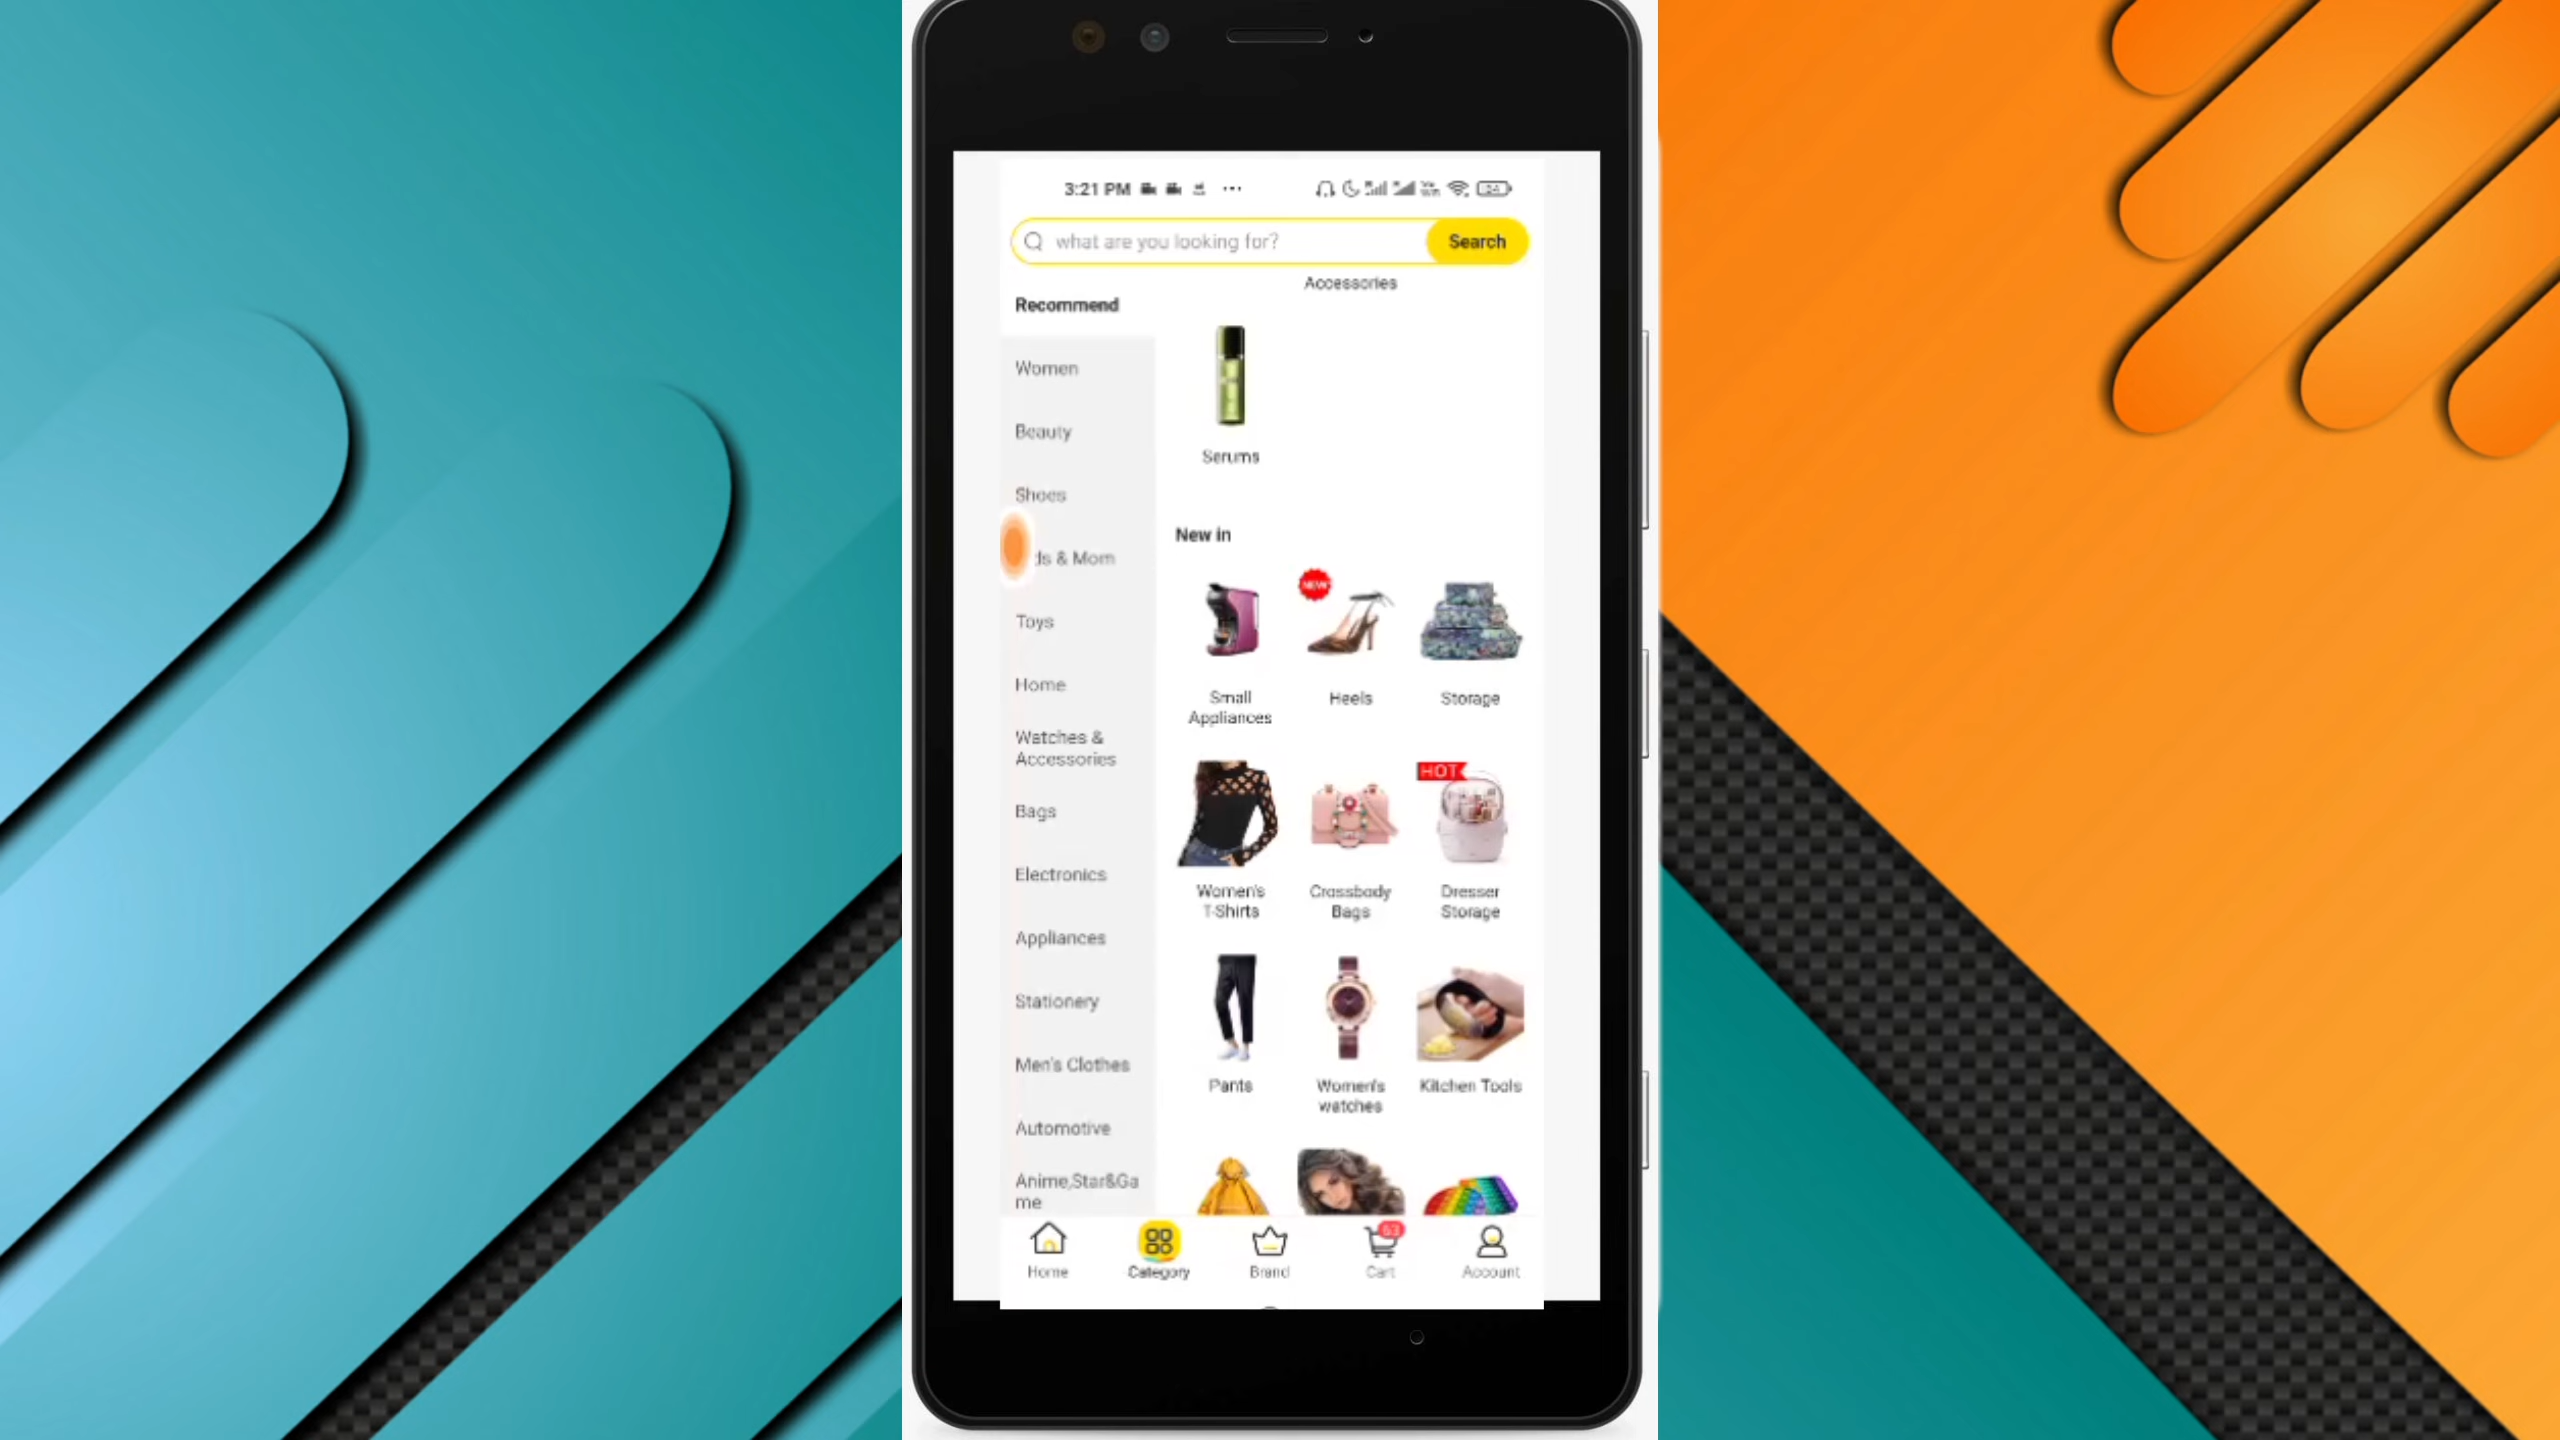 3:21 PM
what are you looking for?
Search
Accessories
Recommend
Women
Beauty
Shoes
ds & Mom
Toys
Home
Watches &
Accessories
Bags
Electronics
Appliances
Stationery
Men's Clothes
Automotive
Anime,Star&Ga
me
Serums
New in
NEW
Small
Appliances
Heels
Storage
HOT
Women's
T-Shirts
Crossbody
Bags
Dresser
Storage
Pants
Women's
watches
Kitchen Tools
Home
Category
Brand
63
Cart
Account